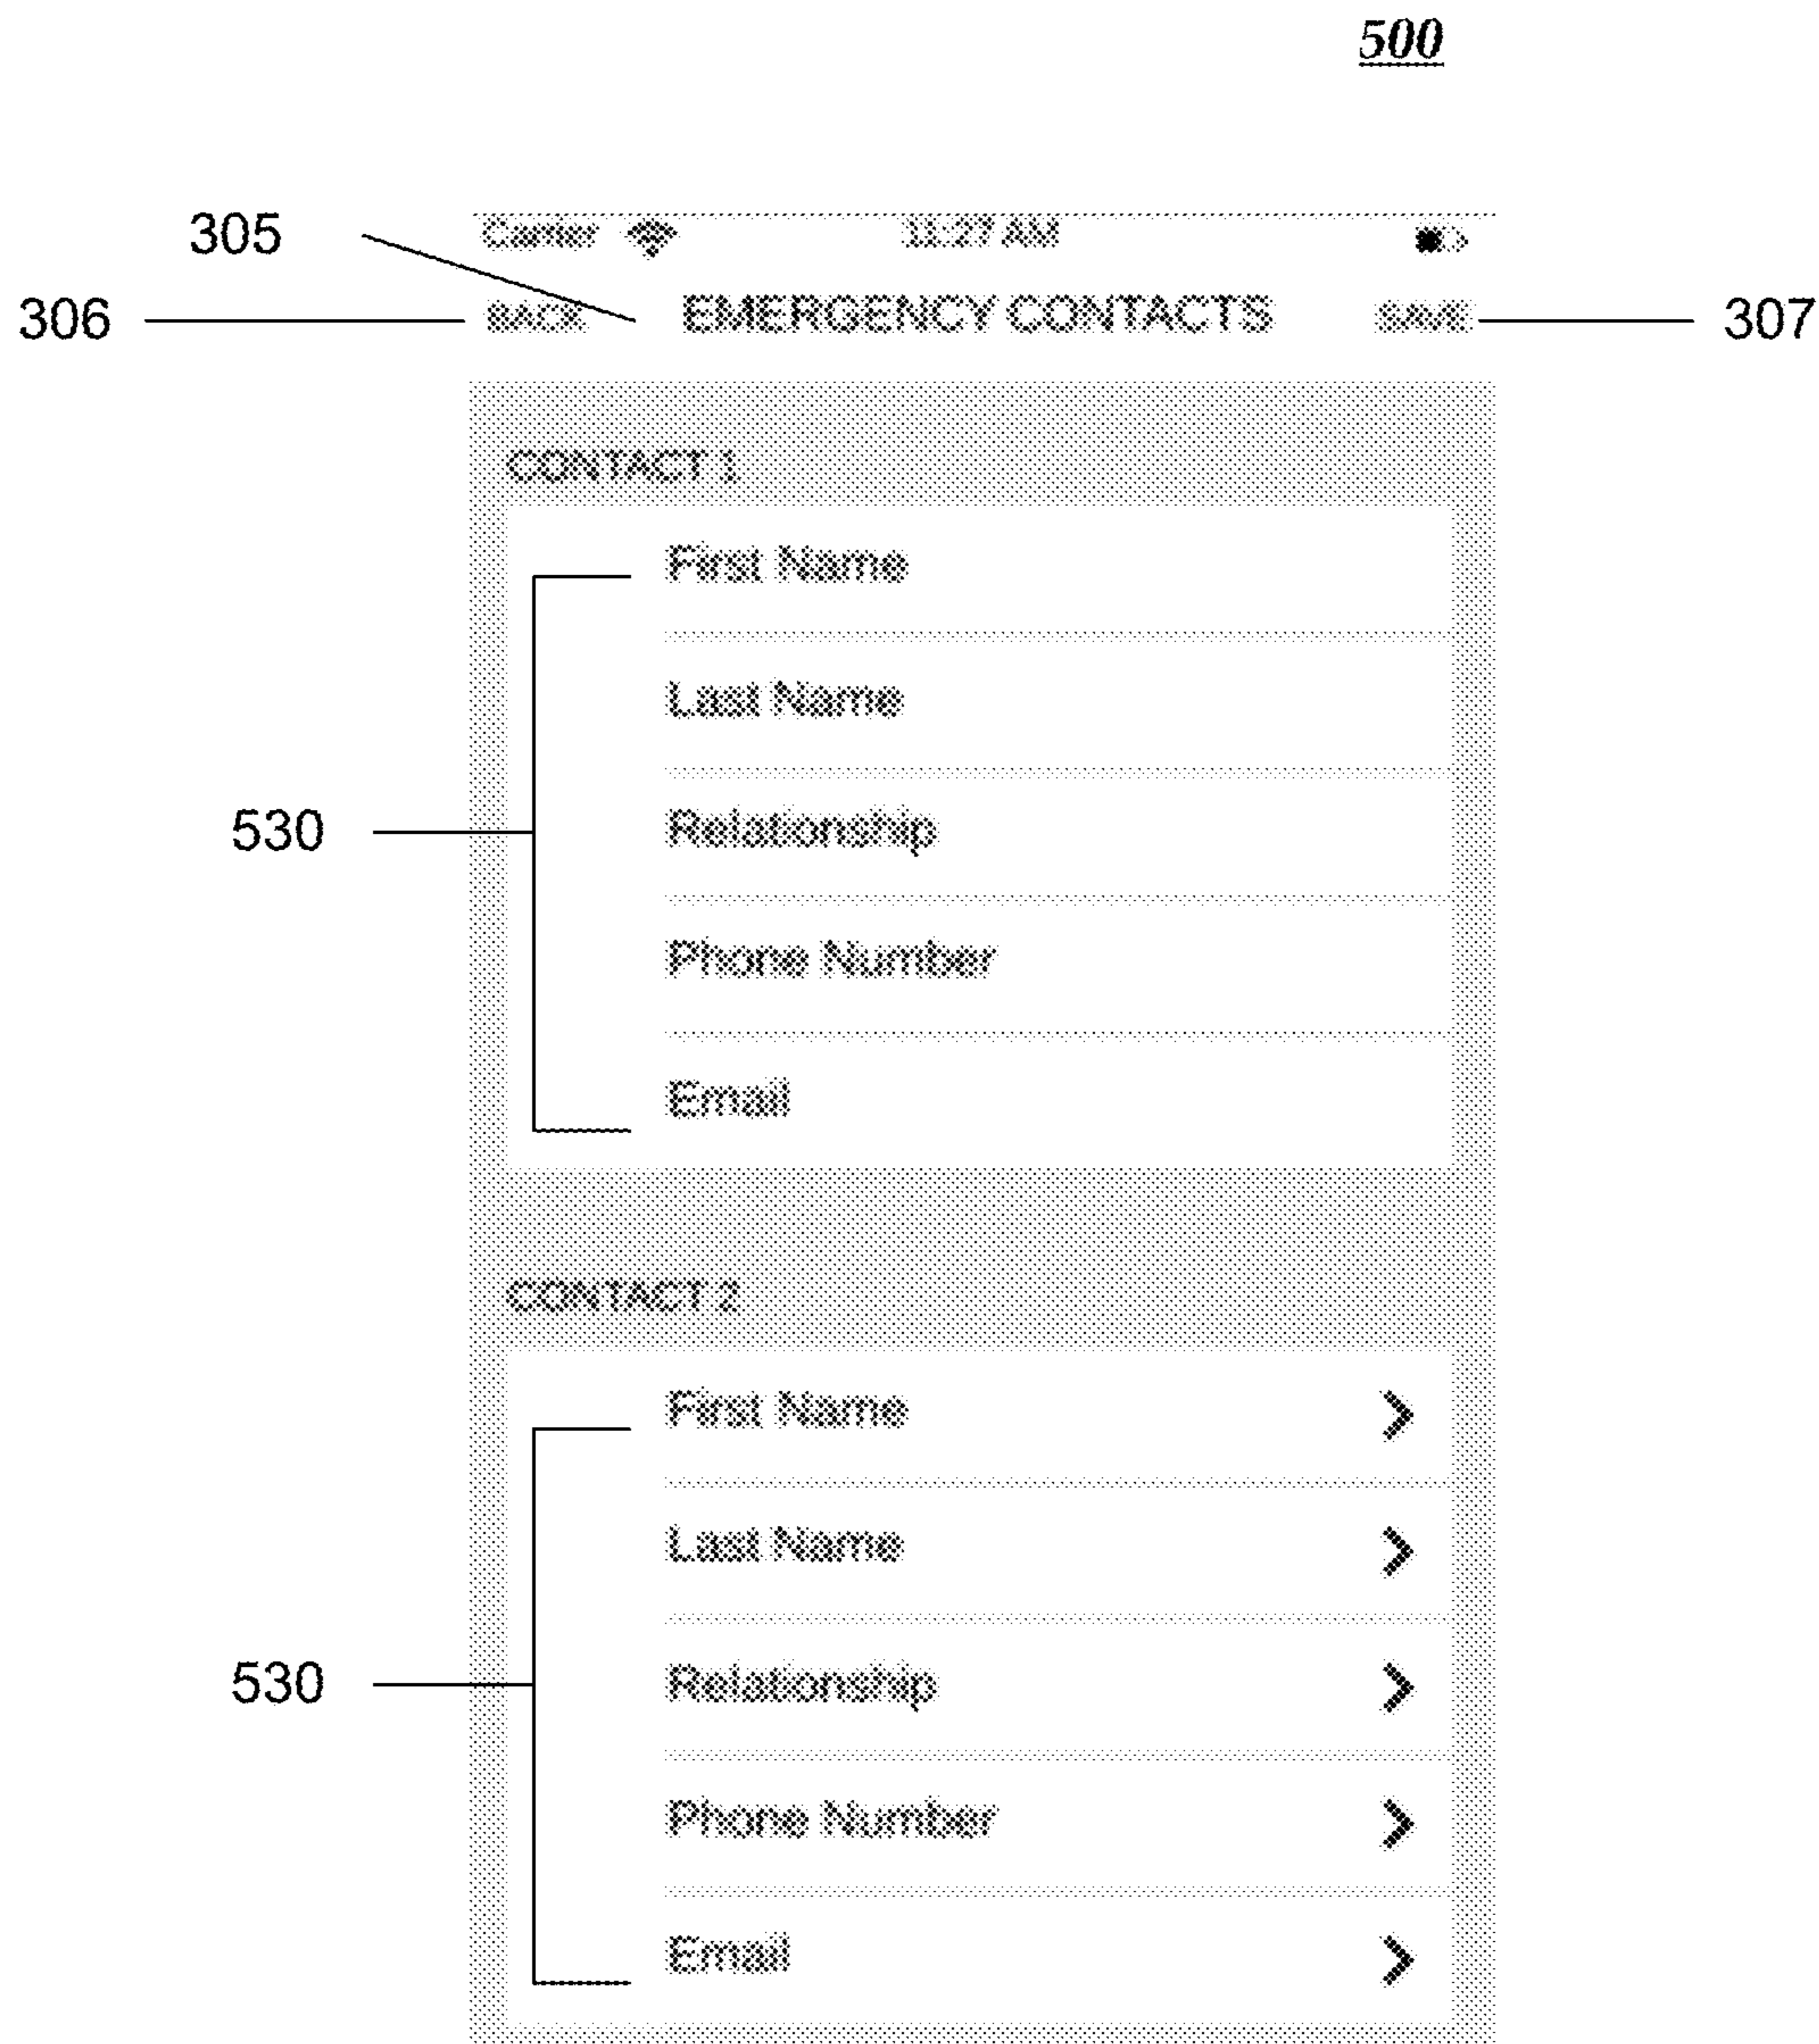 500
305 Carrier 11:27 AM
306 BACK EMERGENCY CONTACTS SAVE 307
CONTACT 1
First Name
Last Name
530 Relationship
Phone Number
Email
CONTACT 2
First Name
Last Name
530 Relationship
Phone Number
Email